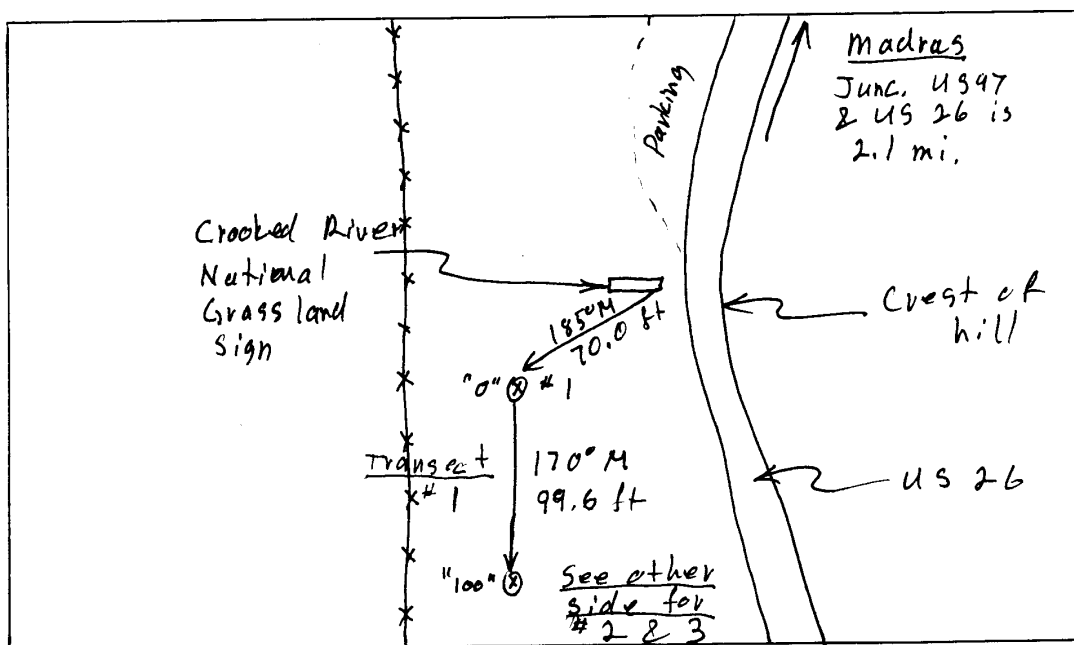 Madras
Junc. US97
& US 26 is
2.1 mi.
Parking
Crooked River
National
Grassland
Sign
Crest of
hill
185°M
70.0 ft
"0" #1
Transect
#1
170° M
99.6 ft
US 26
"100"
See other
side for
# 2 & 3